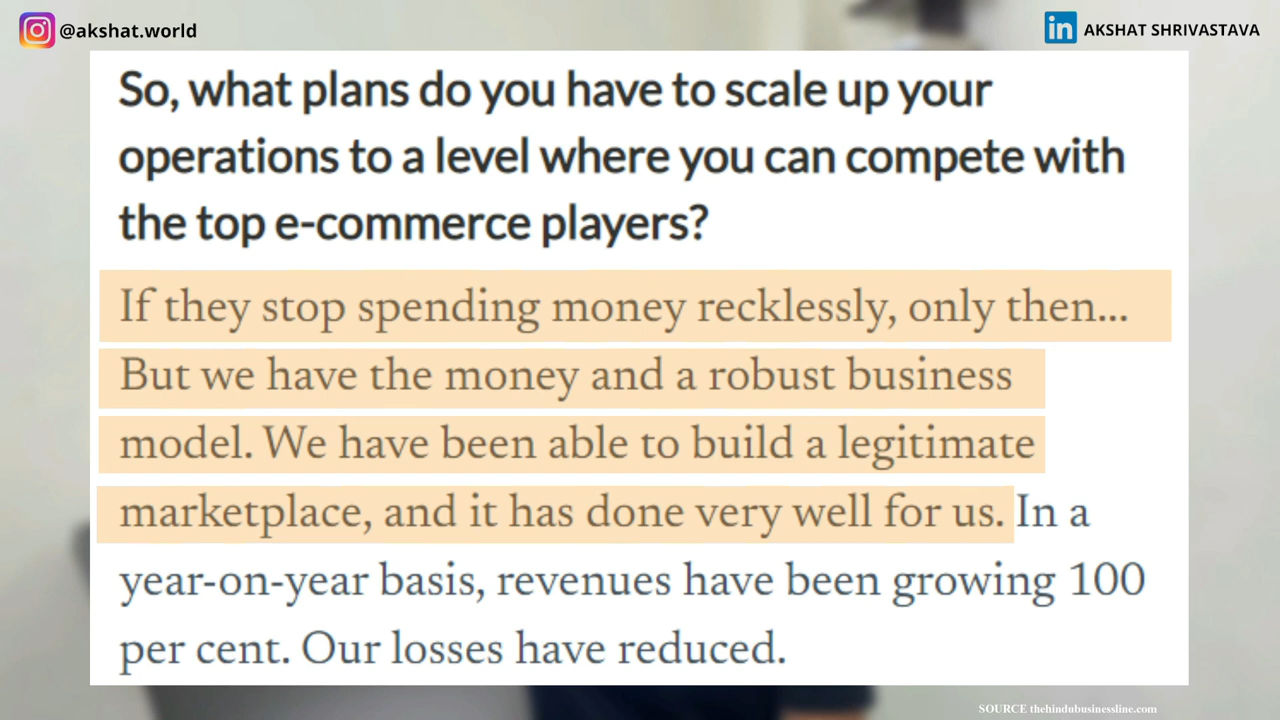 @akshat.world
AKSHAT SHRIVASTAVA
So, what plans do you have to scale up your
operations to a level where you can compete with
the top e-commerce players?
If they stop spending money recklessly, only then...
But we have the money and a robust business
model. We have been able to build a legitimate
marketplace, and it has done very well for us. In a
year-on-year basis, revenues have been growing 100
per cent. Our losses have reduced.
SOURCE thehindubusinessline.com